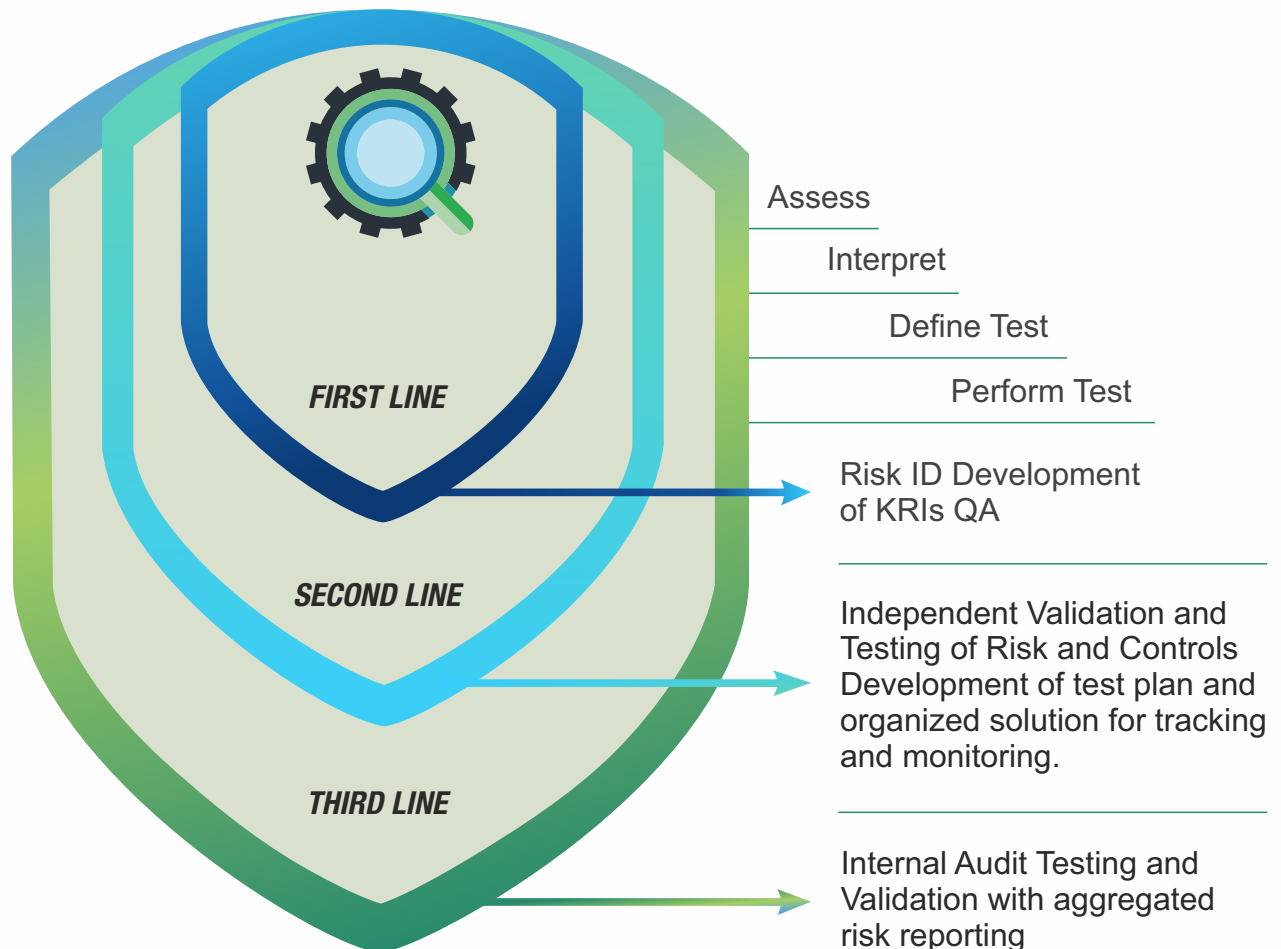 Assess
Interpret
Define Test
Perform Test
FIRST LINE
Risk ID Development
of KRIs QA
SECOND LINE
Independent Validation and
Testing of Risk and Controls
Development of test plan and
organized solution for tracking
and monitoring.
THIRD LINE
Internal Audit Testing and
Validation with aggregated
risk reporting